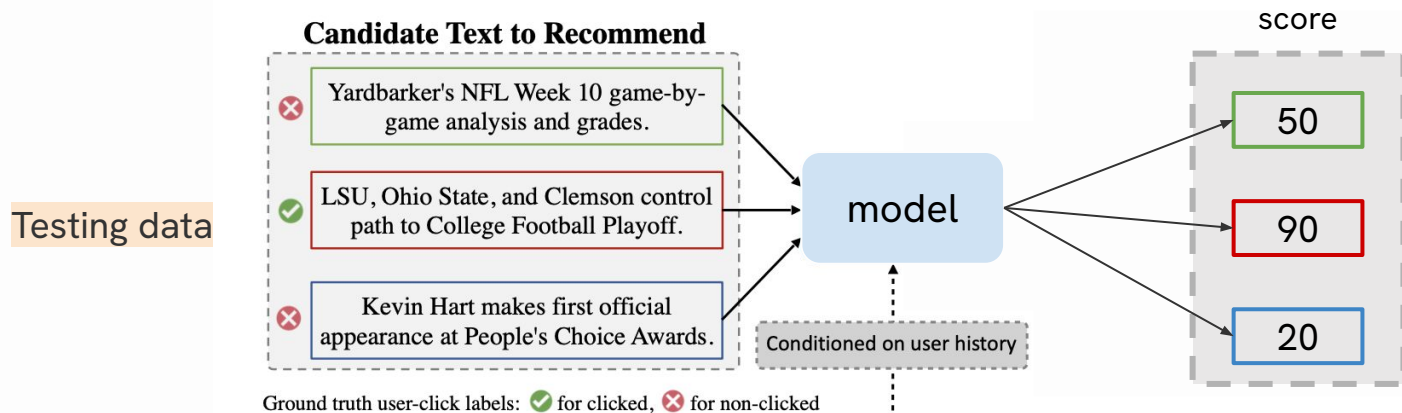 Candidate Text to Recommend
score
Yardbarker's NFL Week 10 game-by-
game analysis and grades.
50
Testing data
LSU, Ohio State, and Clemson control
path to College Football Playoff.
model
90
Kevin Hart makes first official
appearance at People's Choice Awards.
20
Conditioned on user history
Ground truth user-click labels: for clicked, for non-clicked